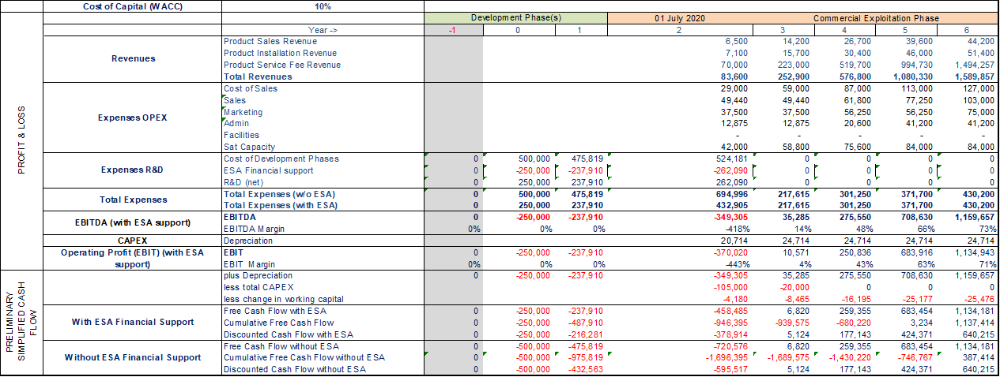 Cost of Capital (WACC) 10%
Development Phase(s) 01 July 2020 Commercial Exploitation Phase
Year -> -1 0 1 2 3 4 5 6
PROFIT & LOSS
Revenues
Product Sales Revenue 6,500 14,200 26,700 39,600 44,200
Product Installation Revenue 7,100 15,700 30,400 46,000 51,400
Product Service Fee Revenue 70,000 223,000 519,700 994,730 1,494,257
Total Revenues 83,600 252,900 576,800 1,080,330 1,589,857
Expenses OPEX
Cost of Sales 29,000 59,000 87,000 113,000 127,000
Sales 49,440 49,440 61,800 77,250 103,000
Marketing 37,500 37,500 56,250 56,250 75,000
Admin 12,875 12,875 20,600 41,200 41,200
Facilities - - - - -
Sat Capacity 42,000 58,800 75,600 84,000 84,000
Expenses R&D
Cost of Development Phases 0 500,000 475,819 524,181 0 0 0 0
ESA Financial support 0 -250,000 -237,910 -262,090 0 0 0 0
R&D (net) 0 250,000 237,910 262,090 0 0 0 0
Total Expenses
Total Expenses (w/o ESA) 0 500,000 475,819 694,996 217,615 301,250 371,700 430,200
Total Expenses (with ESA) 0 250,000 237,910 432,905 217,615 301,250 371,700 430,200
EBITDA (with ESA support)
EBITDA 0 -250,000 -237,910 -349,305 35,285 275,550 708,630 1,159,657
EBITDA Margin 0% 0% 0% -418% 14% 48% 66% 73%
CAPEX Depreciation 20,714 24,714 24,714 24,714 24,714
Operating Profit (EBIT) (with ESA support)
EBIT 0 -250,000 -237,910 -370,020 10,571 250,836 683,916 1,134,943
EBIT Margin 0% 0% 0% -443% 4% 43% 63% 71%
PRELIMINARY SIMPLIFIED CASH FLOW
plus Depreciation 0 -250,000 -237,910 -349,305 35,285 275,550 708,630 1,159,657
less total CAPEX -105,000 -20,000 0 0 0
less change in working capital -4,180 -8,465 -16,195 -25,177 -25,476
With ESA Financial Support
Free Cash Flow with ESA 0 -250,000 -237,910 -458,485 6,820 259,355 683,454 1,134,181
Cumulative Free Cash Flow 0 -250,000 -487,910 -946,395 -939,575 -680,220 3,234 1,137,414
Discounted Cash Flow with ESA 0 -250,000 -216,281 -378,914 5,124 177,143 424,371 640,215
Without ESA Financial Support
Free Cash Flow without ESA 0 -500,000 -475,819 -720,576 6,820 259,355 683,454 1,134,181
Cumulative Free Cash Flow without ESA 0 -500,000 -975,819 -1,696,395 -1,689,575 -1,430,220 -746,767 387,414
Discounted Cash Flow without ESA 0 -500,000 -432,563 -595,517 5,124 177,143 424,371 640,215